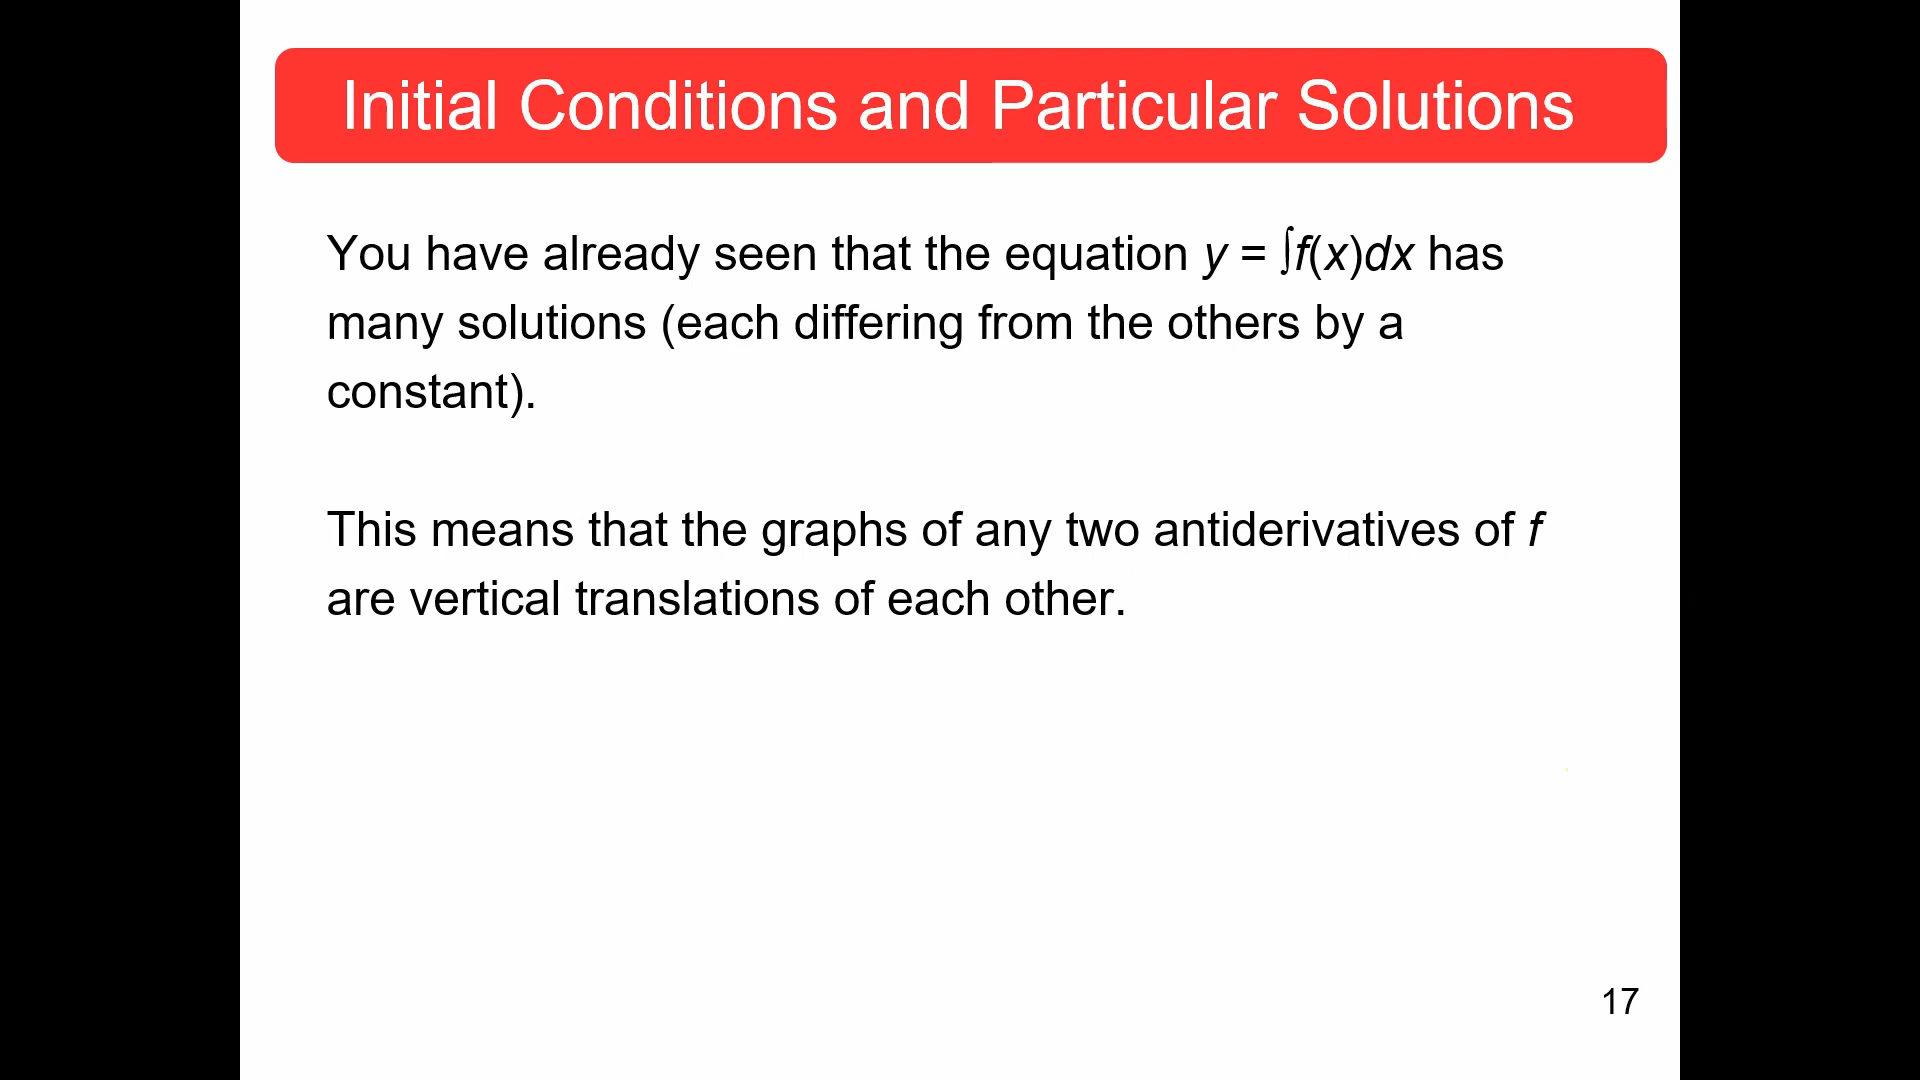 Initial Conditions and Particular Solutions
You have already seen that the equation y = ∫f(x)dx has
many solutions (each differing from the others by a
constant).
This means that the graphs of any two antiderivatives of f
are vertical translations of each other.
17